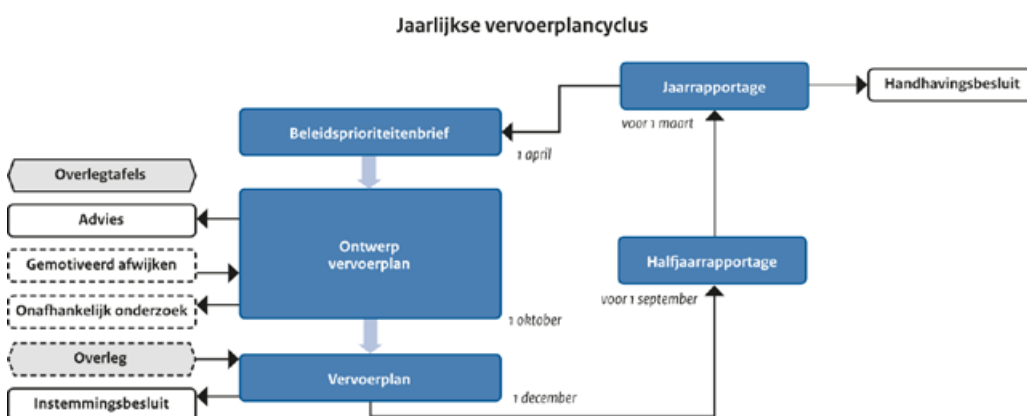 Jaarlijkse vervoerplancyclus
Jaarrapportage
Handhavingsbesluit
voor 1 maart
Beleidsprioriteitenbrief
1 april
Overlegtafels
Advies
Ontwerp
vervoerplan
Gemotiveerd afwijken
Halfjaarrapportage
voor 1 september
Onafhankelijk onderzoek
1 oktober
Overleg
Vervoerplan
1 december
Instemmingsbesluit